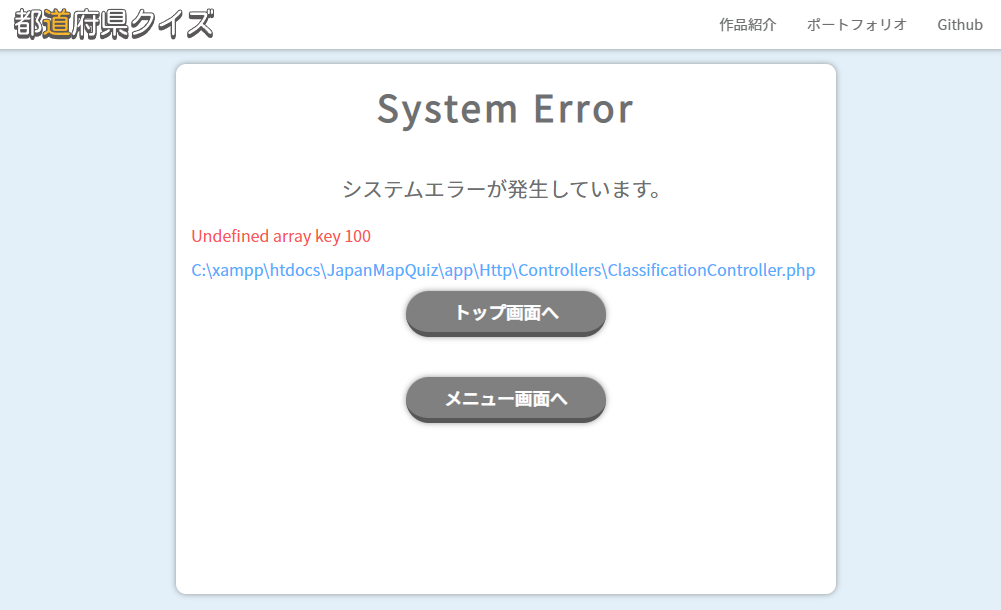 都道府県クイズ
作品紹介 ポートフォリオ Github
System Error
システムエラーが発生しています。
Undefined array key 100
C:\xampp\htdocs\JapanMapQuiz\app\Http\Controllers\ClassificationController.php
トップ画面へ
メニュー画面へ